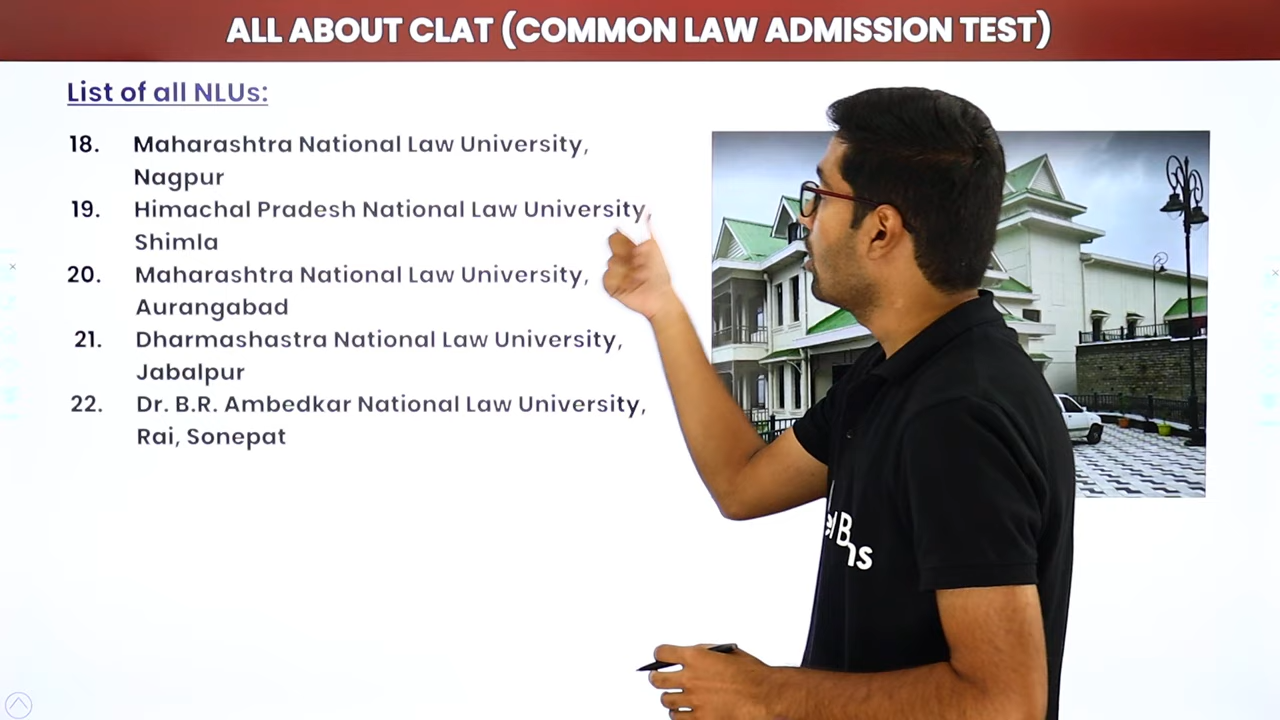 ALL ABOUT CLAT (COMMON LAW ADMISSION TEST)
List of all NLUs:
18. Maharashtra National Law University,
Nagpur
19. Himachal Pradesh National Law University,
Shimla
20. Maharashtra National Law University,
Aurangabad
21. Dharmashastra National Law University,
Jabalpur
22. Dr. B.R. Ambedkar National Law University,
Rai, Sonepat